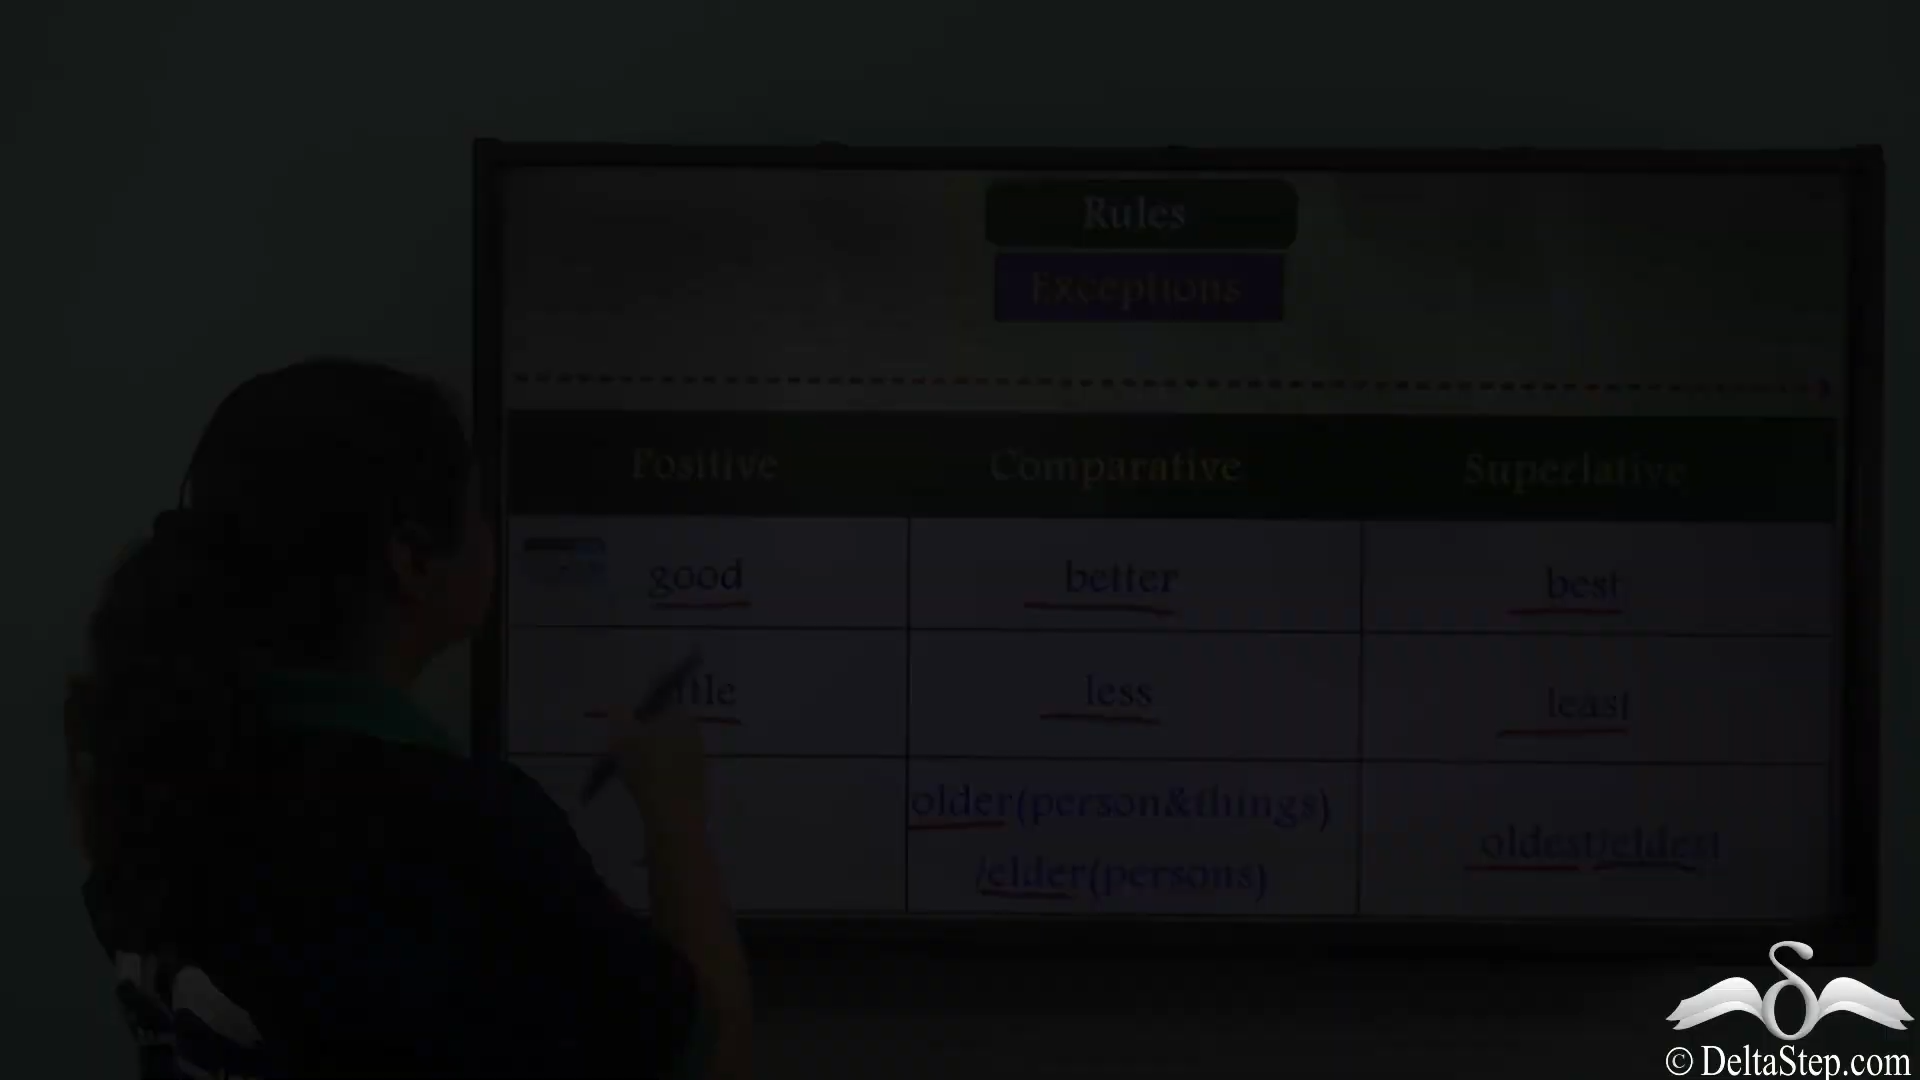 Rules
Exceptions
Positive Comparative Superlative
good better best
less least
older(person&things)
/elder(persons)
oldest/eldest
© DeltaStep.com